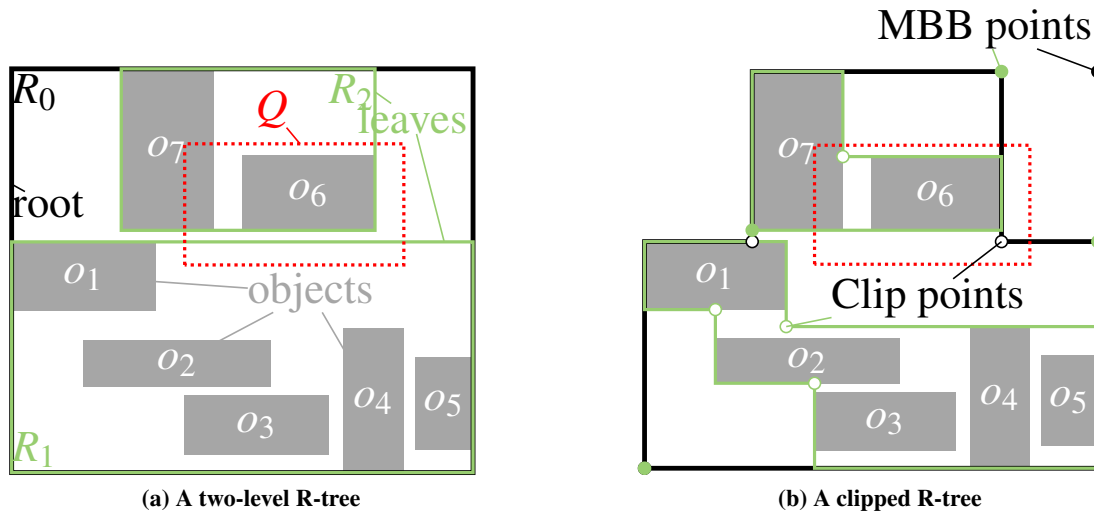 MBB points
R0
R2
Q
leaves
o7
o7
o6
o6
root
o1
objects
o1
Clip points
o2
o2
o4
o5
o4
o5
o3
o3
R1
(a) A two-level R-tree
(b) A clipped R-tree